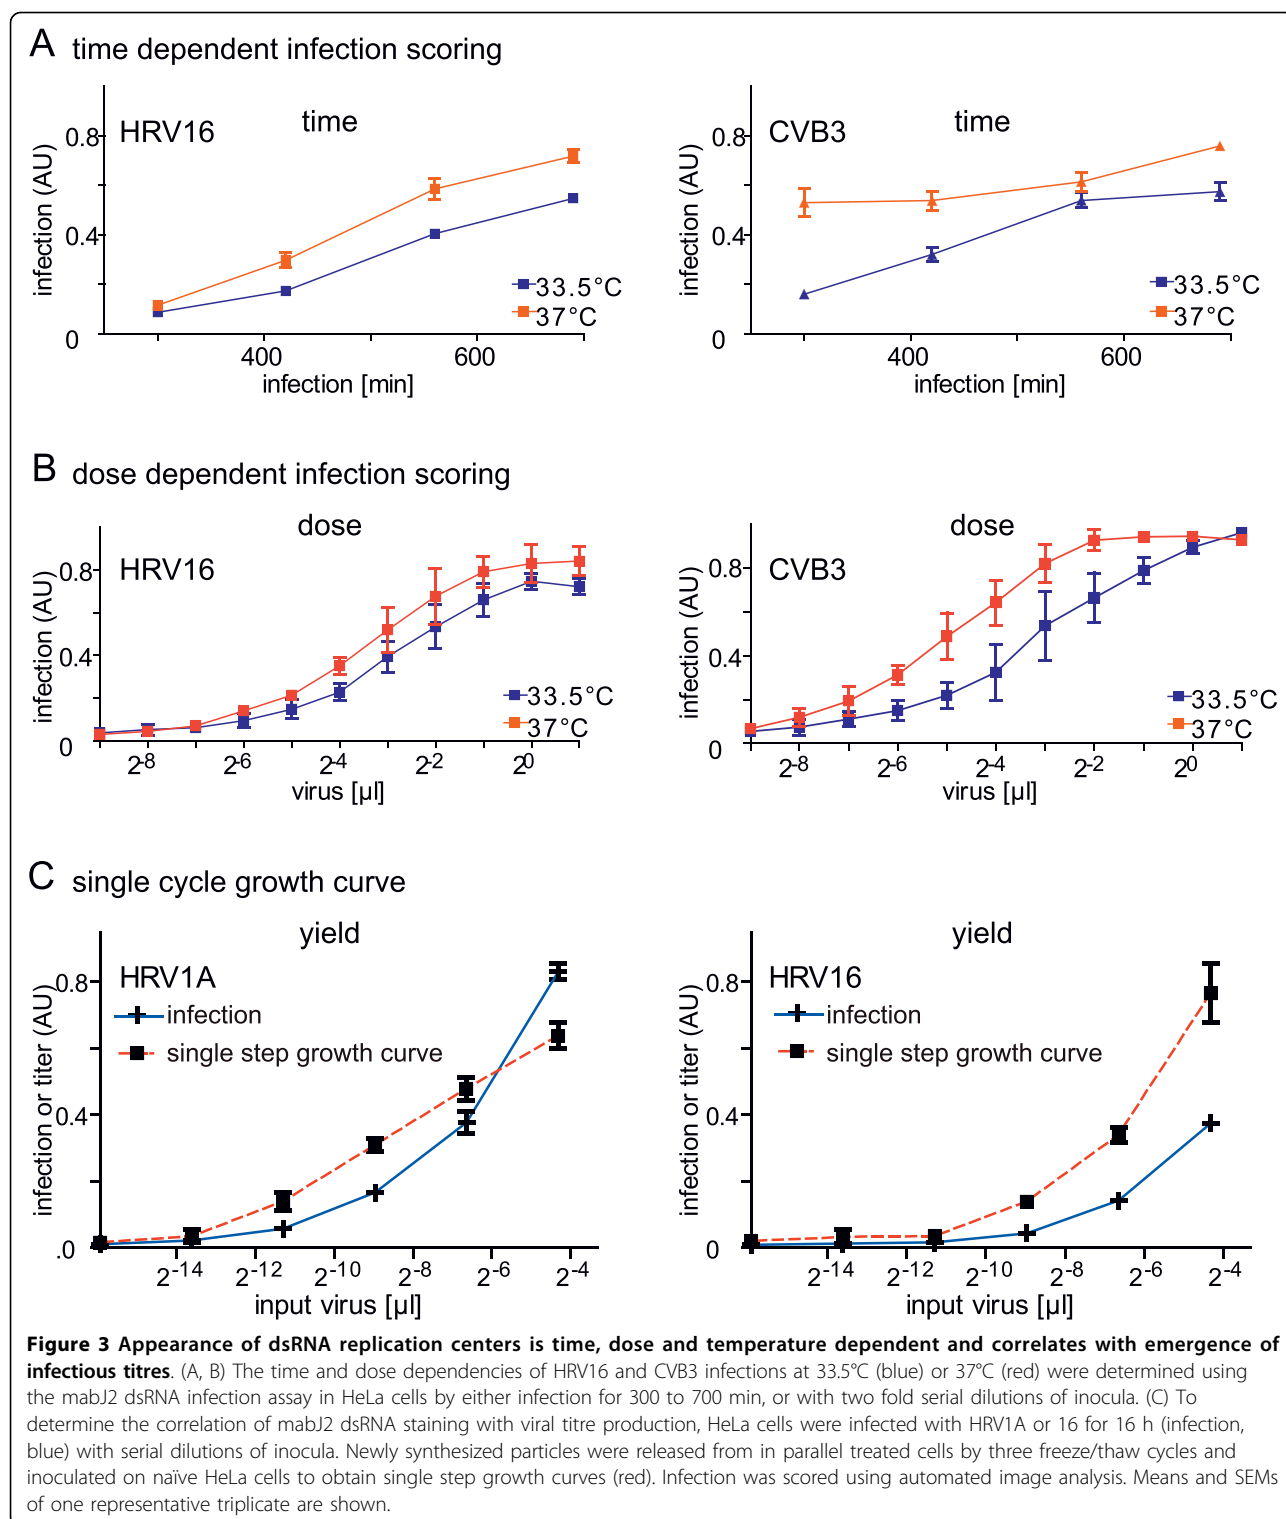 A time dependent infection scoring
HRV16
time
infection (AU)
0.8
0.4
0
33.5°C
37°C
400
600
infection [min]
CVB3
time
infection (AU)
0.8
0.4
0
33.5°C
37°C
400
600
infection [min]
B dose dependent infection scoring
dose
HRV16
infection (AU)
0.8
0.4
0
33.5°C
37°C
2-8
2-6
2-4
2-2
20
virus [µl]
dose
CVB3
infection (AU)
0.8
0.4
0
33.5°C
37°C
2-8
2-6
2-4
2-2
20
virus [µl]
C single cycle growth curve
yield
HRV1A
infection
single step growth curve
infection or titer (AU)
0.8
0.4
.0
2-14
2-12
2-10
2-8
2-6
2-4
input virus [µl]
yield
HRV16
infection
single step growth curve
infection or titer (AU)
0.8
0.4
0
2-14
2-12
2-10
2-8
2-6
2-4
input virus [µl]
Figure 3 Appearance of dsRNA replication centers is time, dose and temperature dependent and correlates with emergence of
infectious titres. (A, B) The time and dose dependencies of HRV16 and CVB3 infections at 33.5°C (blue) or 37°C (red) were determined using
the mabJ2 dsRNA infection assay in HeLa cells by either infection for 300 to 700 min, or with two fold serial dilutions of inocula. (C) To
determine the correlation of mabJ2 dsRNA staining with viral titre production, HeLa cells were infected with HRV1A or 16 for 16 h (infection,
blue) with serial dilutions of inocula. Newly synthesized particles were released from in parallel treated cells by three freeze/thaw cycles and
inoculated on naïve HeLa cells to obtain single step growth curves (red). Infection was scored using automated image analysis. Means and SEMs
of one representative triplicate are shown.